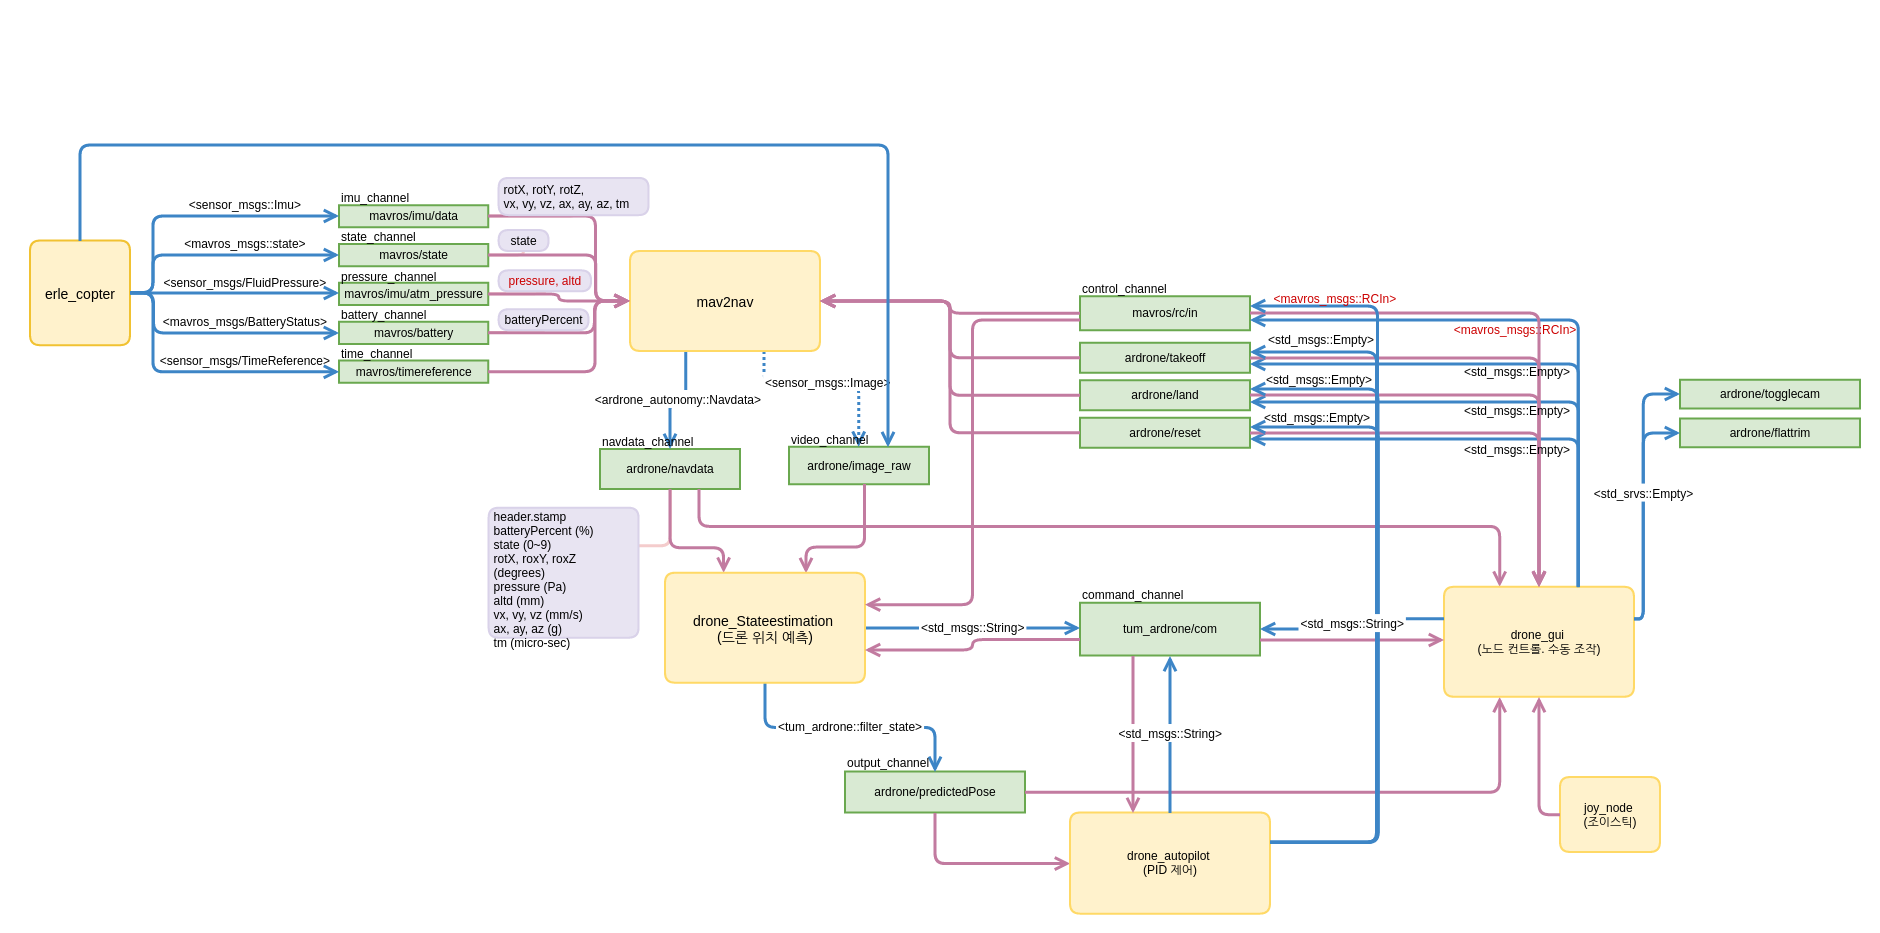 erle_copter
<sensor_msgs::Imu>
<mavros_msgs::state>
<sensor_msgs/FluidPressure>
<mavros_msgs/BatteryStatus>
<sensor_msgs/TimeReference>
imu_channel
mavros/imu/data
state_channel
mavros/state
pressure_channel
mavros/imu/atm_pressure
battery_channel
mavros/battery
time_channel
mavros/timereference
rotX, rotY, rotZ,
vx, vy, vz, ax, ay, az, tm
state
pressure, altd
batteryPercent
mav2nav
<ardrone_autonomy::Navdata>
<sensor_msgs::Image>
navdata_channel
ardrone/navdata
video_channel
ardrone/image_raw
header.stamp
batteryPercent (%)
state (0~9)
rotX, roxY, roxZ
(degrees)
pressure (Pa)
altd (mm)
vx, vy, vz (mm/s)
ax, ay, az (g)
tm (micro-sec)
control_channel
mavros/rc/in
ardrone/takeoff
ardrone/land
ardrone/reset
<mavros_msgs::RCIn>
<mavros_msgs::RCIn>
<std_msgs::Empty>
<std_msgs::Empty>
<std_msgs::Empty>
<std_msgs::Empty>
<std_msgs::Empty>
<std_msgs::Empty>
ardrone/togglecam
ardrone/flattrim
<std_srvs::Empty>
drone_Stateestimation
(드론 위치 예측)
<std_msgs::String>
command_channel
tum_ardrone/com
<std_msgs::String>
drone_gui
(노드 컨트롤. 수동 조작)
<tum_ardrone::filter_state>
<std_msgs::String>
output_channel
ardrone/predictedPose
drone_autopilot
(PID 제어)
joy_node
(조이스틱)